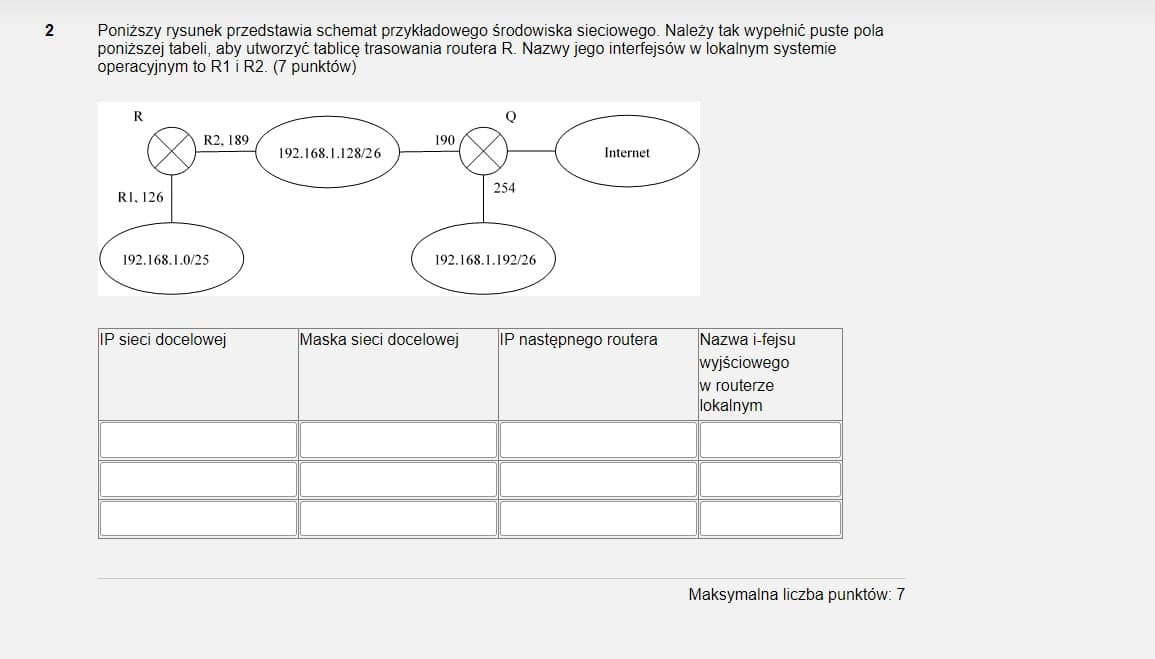 2
Poniższy rysunek przedstawia schemat przykładowego środowiska sieciowego. Należy tak wypełnić puste pola
poniższej tabeli, aby utworzyć tablicę trasowania routera R. Nazwy jego interfejsów w lokalnym systemie
operacyjnym to R1 i R2. (7 punktów)
R
Q
R2, 189
190
192.168.1.128/26
Internet
R1, 126
254
192.168.1.0/25
192.168.1.192/26
IP sieci docelowej
Maska sieci docelowej
IP następnego routera
Nazwa i-fejsu
wyjściowego
w routerze
lokalnym
Maksymalna liczba punktów: 7